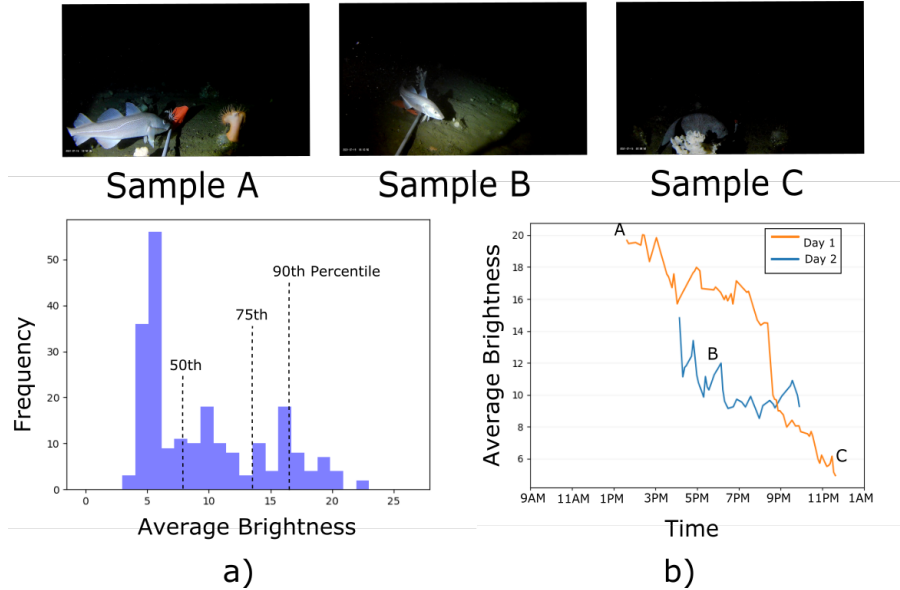 Sample A
Sample B
Sample C
Frequency
50
40
30
20
10
0
50th
75th
90th Percentile
0
5
10
15
20
25
Average Brightness
a)
Average Brightness
20
18
16
14
12
10
8
6
A
B
C
Day 1
Day 2
9AM
11AM
1PM
3PM
5PM
7PM
9PM
11PM
1AM
Time
b)